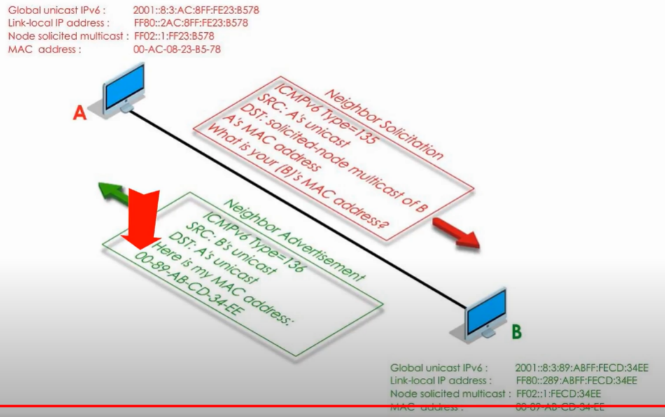 Global unicast IPv6 : 2001::8:3:AC:8FF:FE23:B578
Link-local IP address : FF80::2AC:8FF:FE23:B578
Node solicited multicast : FF02::1:FF23:B578
MAC address : 00-AC-08-23-B5-78
A
Neighbor Solicitation
ICMPv6 Type=135
SRC: A's unicast
DST: solicited-node multicast of B
A's MAC address
What is your (B)'s MAC address?
Neighbor Advertisement
ICMPv6 Type=136
SRC: B's unicast
DST: A's unicast
Here is my MAC address:
00-89-AB-CD-34-EE
B
Global unicast IPv6 : 2001::8:3:89:ABFF:FECD:34EE
Link-local IP address : FF80::289:ABFF:FECD:34EE
Node solicited multicast : FF02::1:FECD:34EE
MAC address : 00-89-AB-CD-34-EE